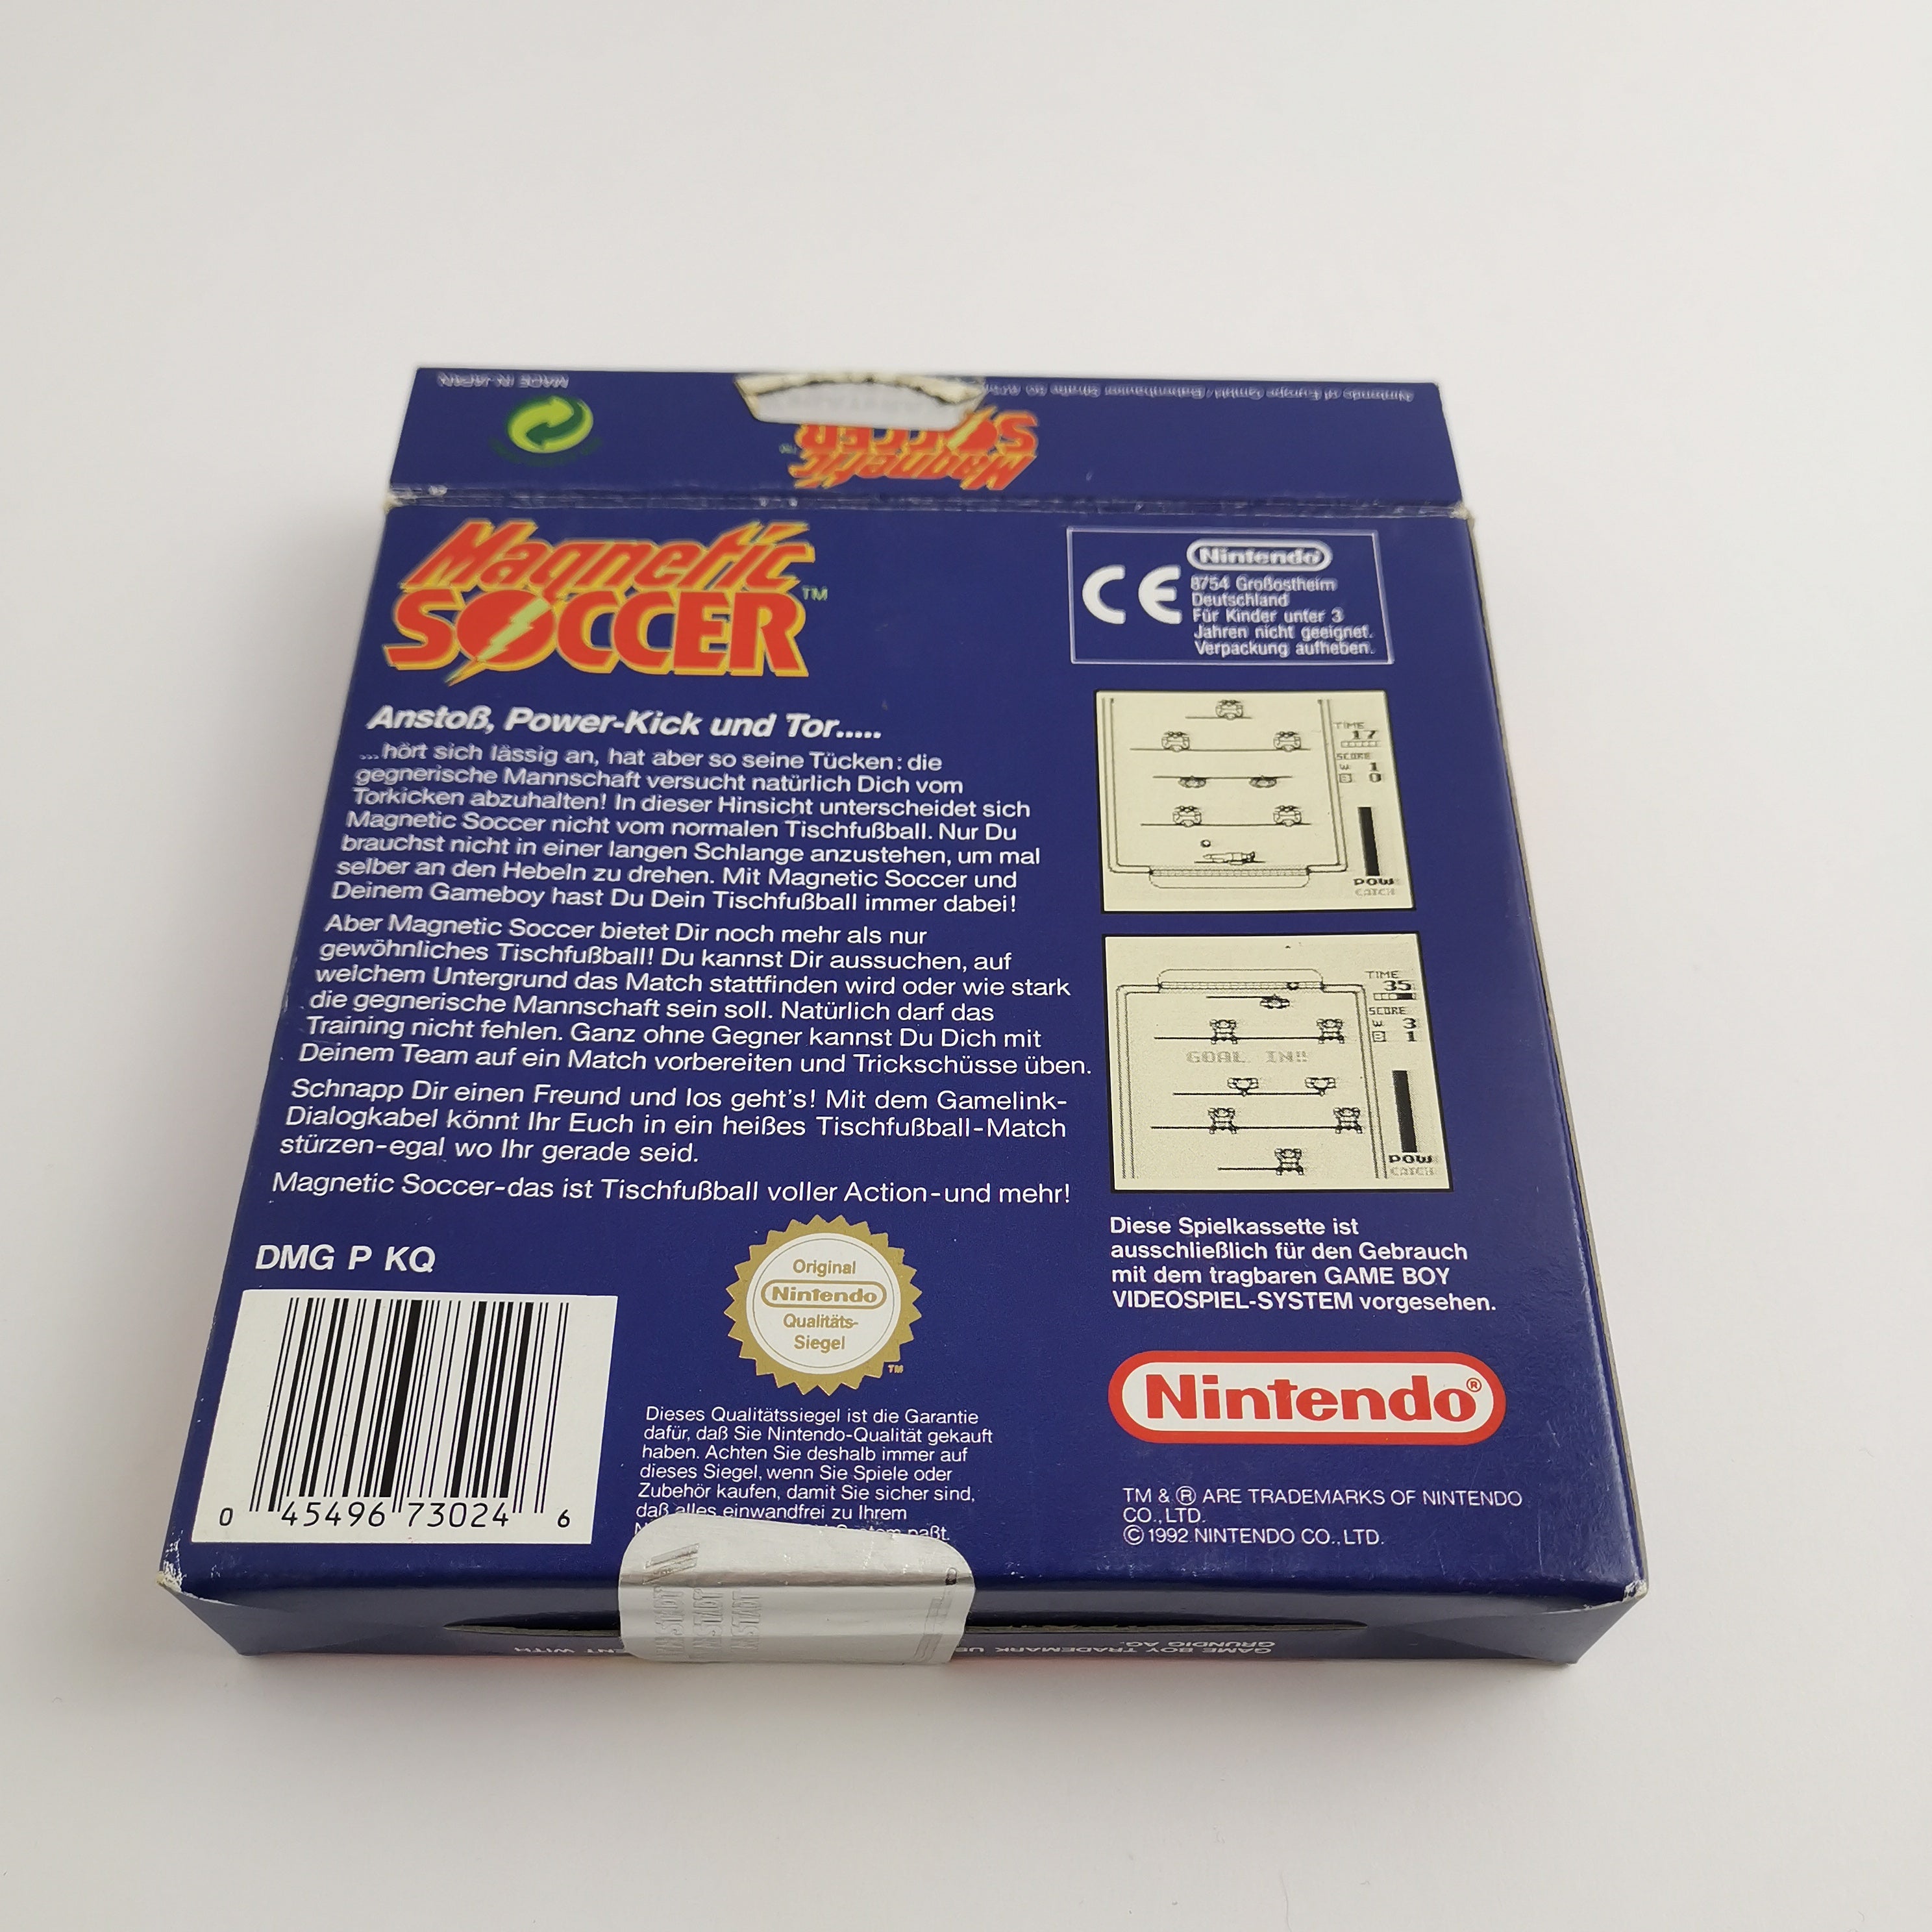 MADE IN JAPAN
Magnetic
SOCCER
Magnetic
SOCCER™
Anstoß, Power-Kick und Tor.....
...hört sich lässig an, hat aber so seine Tücken: die
gegnerische Mannschaft versucht natürlich Dich vom
Torkicken abzuhalten! In dieser Hinsicht unterscheidet sich
Magnetic Soccer nicht vom normalen Tischfußball. Nur Du
brauchst nicht in einer langen Schlange anzustehen, um mal
selber an den Hebeln zu drehen. Mit Magnetic Soccer und
Deinem Gameboy hast Du Dein Tischfußball immer dabei!
Aber Magnetic Soccer bietet Dir noch mehr als nur
gewöhnliches Tischfußball! Du kannst Dir aussuchen, auf
welchem Untergrund das Match stattfinden wird oder wie stark
die gegnerische Mannschaft sein soll. Natürlich darf das
Training nicht fehlen. Ganz ohne Gegner kannst Du Dich mit
Deinem Team auf ein Match vorbereiten und Trickschüsse üben.
Schnapp Dir einen Freund und los geht's! Mit dem Gamelink-
Dialogkabel könnt Ihr Euch in ein heißes Tischfußball-Match
stürzen-egal wo Ihr gerade seid.
Magnetic Soccer-das ist Tischfußball voller Action-und mehr!
CE
Nintendo
8754 Großostheim
Deutschland
Für Kinder unter 3
Jahren nicht geeignet.
Verpackung aufheben.
TIME
17
SCORE
W 1
B 0
POW
CATCH
TIME
35
SCORE
W 3
B 1
GOAL IN!!
POW
CATCH
Diese Spielkassette ist
ausschließlich für den Gebrauch
mit dem tragbaren GAME BOY
VIDEOSPIEL-SYSTEM vorgesehen.
Nintendo®
TM & ® ARE TRADEMARKS OF NINTENDO
CO., LTD.
© 1992 NINTENDO CO., LTD.
DMG P KQ
0 45496 73024 6
Original
Nintendo
Qualitäts-
Siegel
TM
Dieses Qualitätssiegel ist die Garantie
dafür, daß Sie Nintendo-Qualität gekauft
haben. Achten Sie deshalb immer auf
dieses Siegel, wenn Sie Spiele oder
Zubehör kaufen, damit Sie sicher sind,
daß alles einwandfrei zu Ihrem
paßt.
GAME BOY TRADEMARK WITH
GRUNDIG AG.